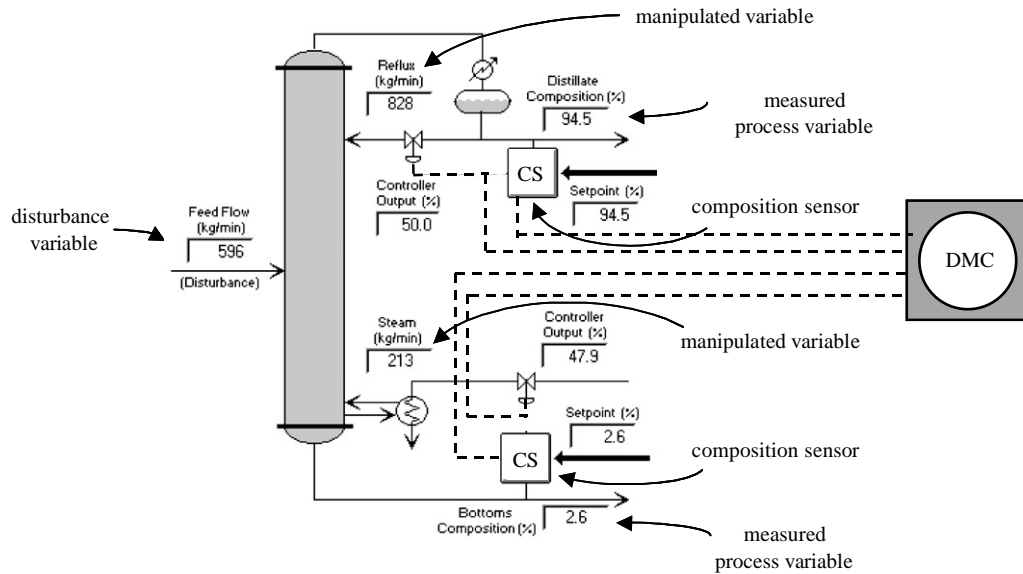 manipulated variable
Reflux
(kg/min)
828
Distillate
Composition (%)
94.5
measured
process variable
CS
Setpoint (%)
94.5
composition sensor
Controller
Output (%)
50.0
disturbance
variable
Feed Flow
(kg/min)
596
(Disturbance)
DMC
Steam
(kg/min)
213
Controller
Output (%)
47.9
manipulated variable
Setpoint (%)
2.6
CS
composition sensor
Bottoms
Composition (%)
2.6
measured
process variable